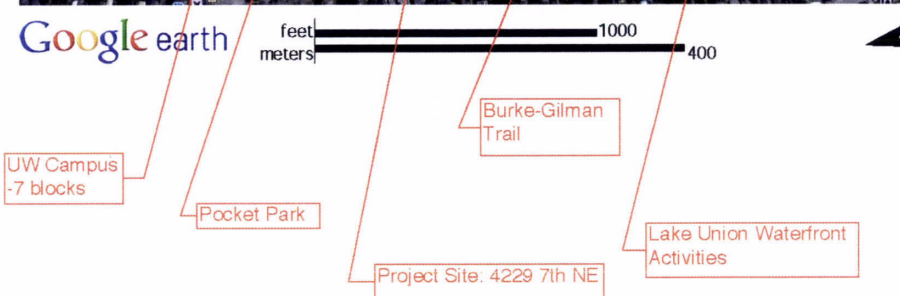 Google earth
feet 1000
meters 400
Burke-Gilman
Trail
UW Campus
-7 blocks
Pocket Park
Lake Union Waterfront
Activities
Project Site: 4229 7th NE